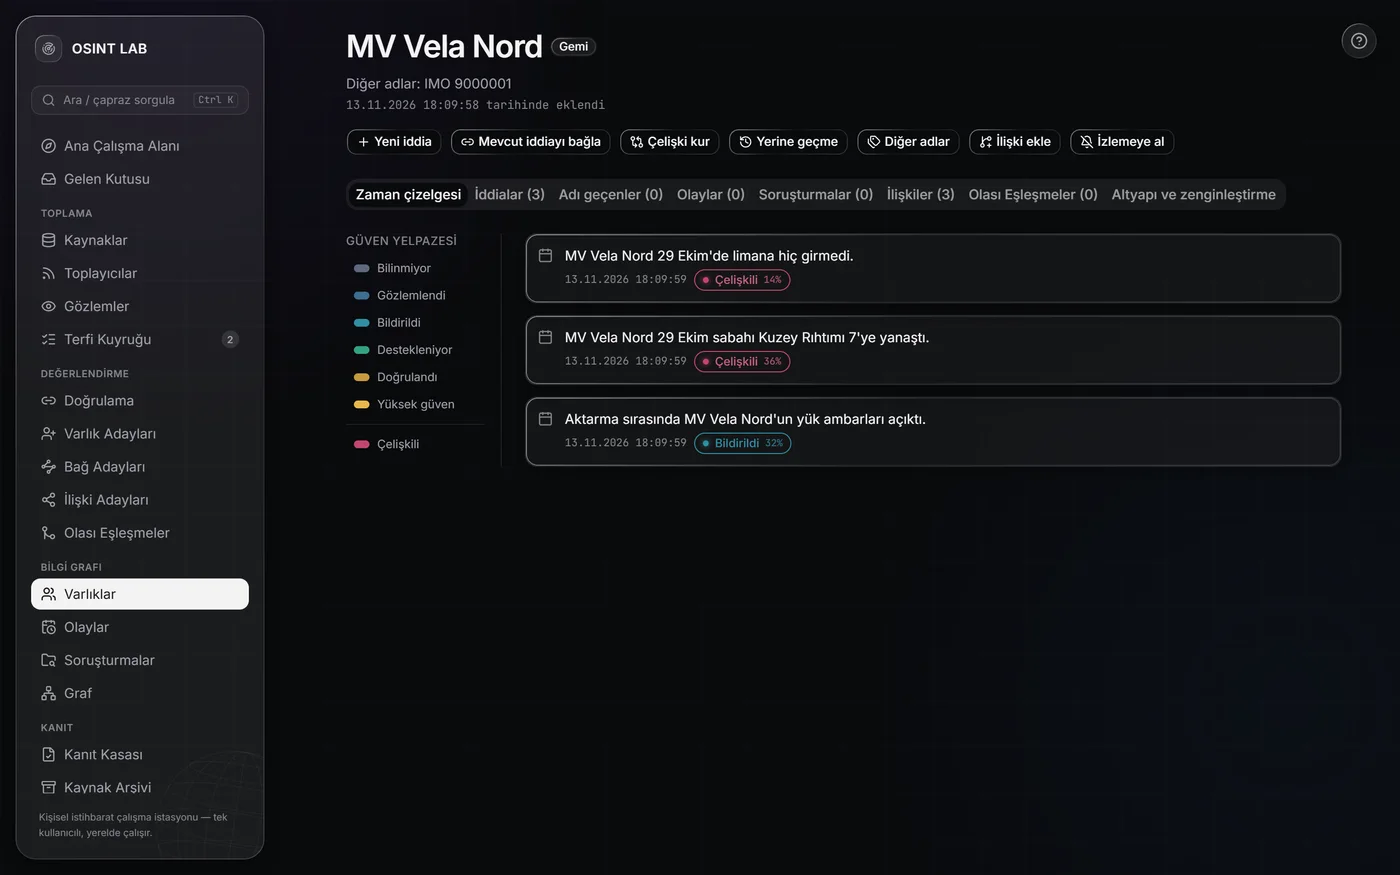 OSINT LAB
Ara / çapraz sorgula Ctrl K
Ana Çalışma Alanı
Gelen Kutusu
TOPLAMA
Kaynaklar
Toplayıcılar
Gözlemler
Terfi Kuyruğu 2
DEĞERLENDİRME
Doğrulama
Varlık Adayları
Bağ Adayları
İlişki Adayları
Olası Eşleşmeler
BİLGİ GRAFI
Varlıklar
Olaylar
Soruşturmalar
Graf
KANIT
Kanıt Kasası
Kaynak Arşivi
Kişisel istihbarat çalışma istasyonu — tek
kullanıcılı, yerelde çalışır.
MV Vela Nord Gemi
Diğer adlar: IMO 9000001
13.11.2026 18:09:58 tarihinde eklendi
Yeni iddia Mevcut iddiayı bağla Çelişki kur Yerine geçme Diğer adlar İlişki ekle İzlemeye al
Zaman çizelgesi İddialar (3) Adı geçenler (0) Olaylar (0) Soruşturmalar (0) İlişkiler (3) Olası Eşleşmeler (0) Altyapı ve zenginleştirme
GÜVEN YELPAZESİ
Bilinmiyor
Gözlemlendi
Bildirildi
Destekleniyor
Doğrulandı
Yüksek güven
Çelişkili
MV Vela Nord 29 Ekim'de limana hiç girmedi.
13.11.2026 18:09:59 Çelişkili 14%
MV Vela Nord 29 Ekim sabahı Kuzey Rıhtımı 7'ye yanaştı.
13.11.2026 18:09:59 Çelişkili 36%
Aktarma sırasında MV Vela Nord'un yük ambarları açıktı.
13.11.2026 18:09:59 Bildirildi 32%